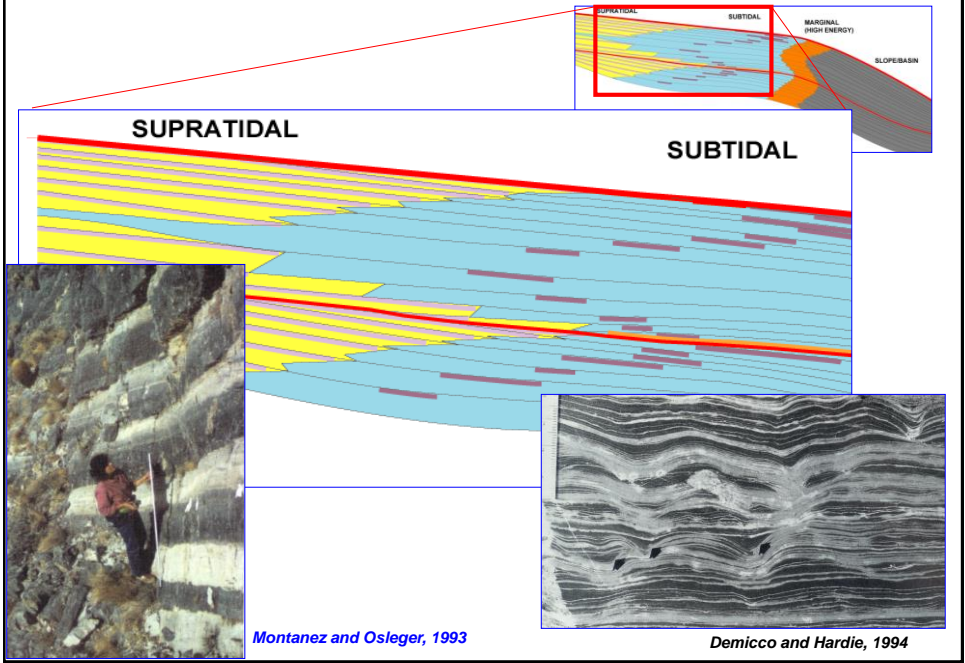 SUPRATIDAL
SUBTIDAL
MARGINAL
(HIGH ENERGY)
SLOPE/BASIN
SUPRATIDAL
SUBTIDAL
Montanez and Osleger, 1993
Demicco and Hardie, 1994